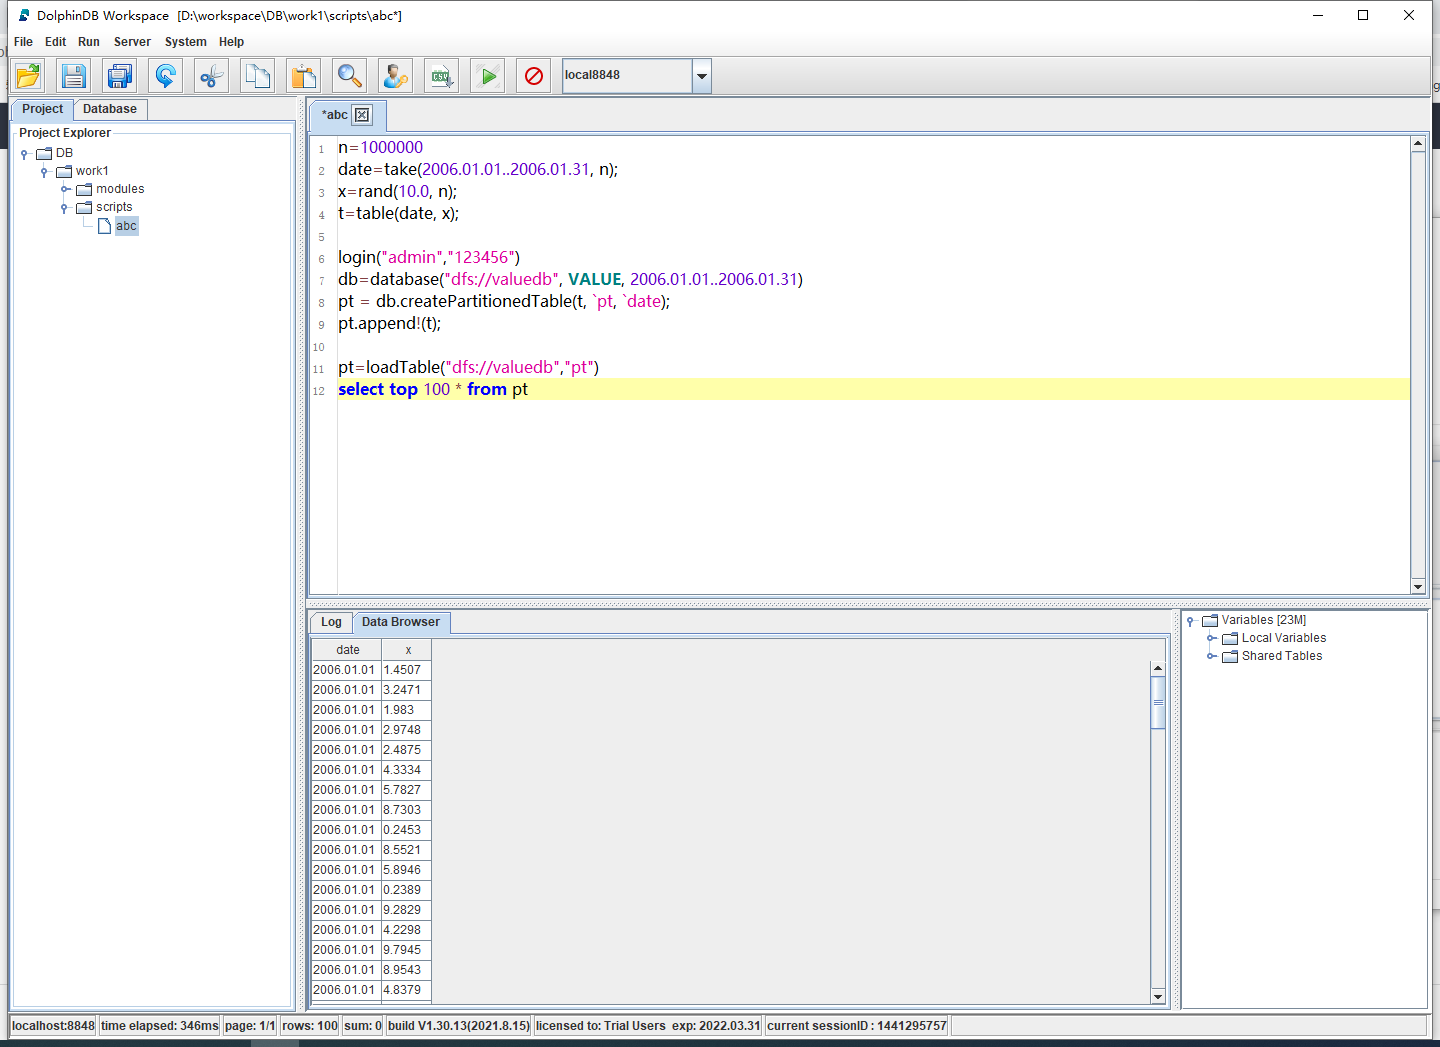 DolphinDB Workspace [D:\workspace\DB\work1\scripts\abc*]
File Edit Run Server System Help
CSV
local8848
Project Database
Project Explorer
DB
work1
modules
scripts
abc
*abc
1 n=1000000
2 date=take(2006.01.01..2006.01.31, n);
3 x=rand(10.0, n);
4 t=table(date, x);
5
6 login("admin","123456")
7 db=database("dfs://valuedb", VALUE, 2006.01.01..2006.01.31)
8 pt = db.createPartitionedTable(t, `pt, `date);
9 pt.append!(t);
10
11 pt=loadTable("dfs://valuedb","pt")
12 select top 100 * from pt
Log Data Browser
date x
2006.01.01 1.4507
2006.01.01 3.2471
2006.01.01 1.983
2006.01.01 2.9748
2006.01.01 2.4875
2006.01.01 4.3334
2006.01.01 5.7827
2006.01.01 8.7303
2006.01.01 0.2453
2006.01.01 8.5521
2006.01.01 5.8946
2006.01.01 0.2389
2006.01.01 9.2829
2006.01.01 4.2298
2006.01.01 9.7945
2006.01.01 8.9543
2006.01.01 4.8379
Variables [23M]
Local Variables
Shared Tables
localhost:8848 time elapsed: 346ms page: 1/1 rows: 100 sum: 0 build V1.30.13(2021.8.15) licensed to: Trial Users exp: 2022.03.31 current sessionID : 1441295757